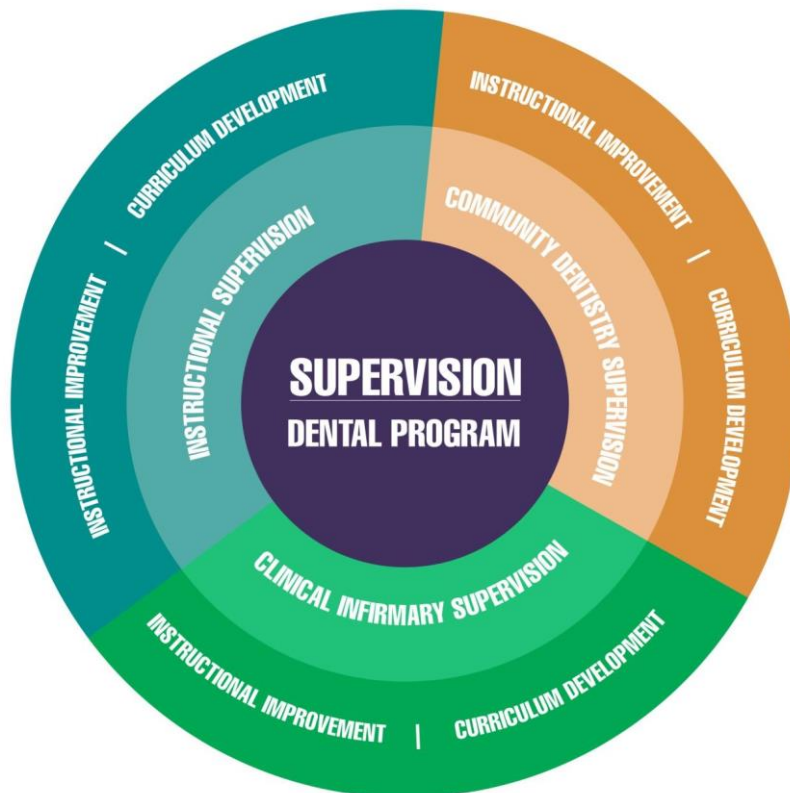 SUPERVISION
DENTAL PROGRAM
INSTRUCTIONAL SUPERVISION
INSTRUCTIONAL IMPROVEMENT | CURRICULUM DEVELOPMENT
COMMUNITY DENTISTRY SUPERVISION
INSTRUCTIONAL IMPROVEMENT | CURRICULUM DEVELOPMENT
CLINICAL INFIRMARY SUPERVISION
INSTRUCTIONAL IMPROVEMENT | CURRICULUM DEVELOPMENT